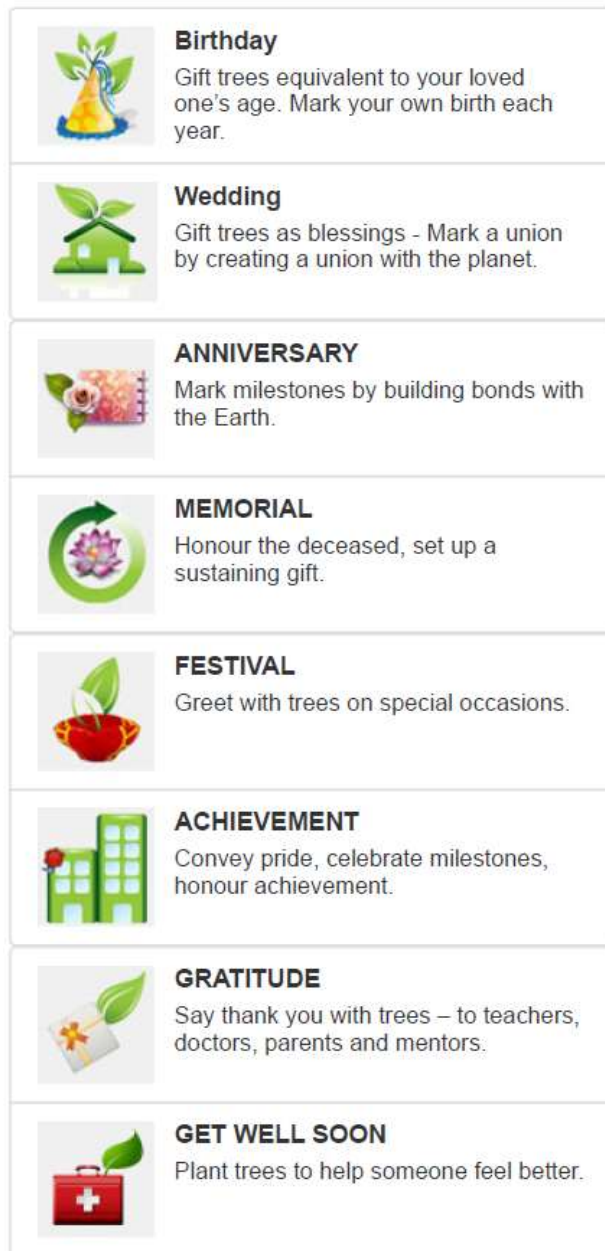 Birthday
Gift trees equivalent to your loved
one’s age. Mark your own birth each
year.
Wedding
Gift trees as blessings - Mark a union
by creating a union with the planet.
ANNIVERSARY
Mark milestones by building bonds with
the Earth.
MEMORIAL
Honour the deceased, set up a
sustaining gift.
FESTIVAL
Greet with trees on special occasions.
ACHIEVEMENT
Convey pride, celebrate milestones,
honour achievement.
GRATITUDE
Say thank you with trees – to teachers,
doctors, parents and mentors.
GET WELL SOON
Plant trees to help someone feel better.